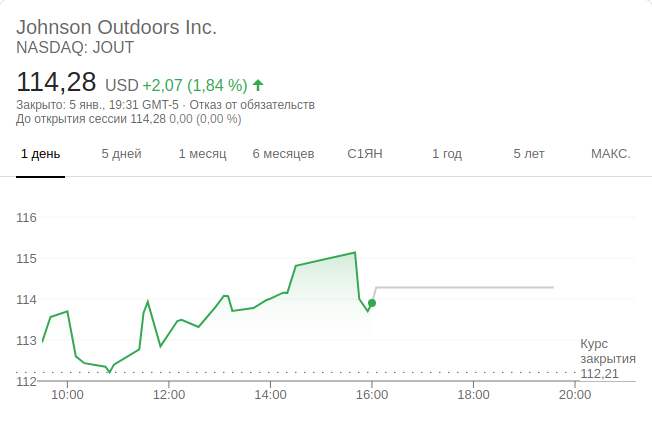 Johnson Outdoors Inc.
NASDAQ: JOUT
114,28 USD +2,07 (1,84 %)
Закрыто: 5 янв., 19:31 GMT-5 · Отказ от обязательств
До открытия сессии 114,28 0,00 (0,00 %)
1 день 5 дней 1 месяц 6 месяцев С1ЯН 1 год 5 лет МАКС.
116
115
114
113
Курс
закрытия
112,21
112
10:00 12:00 14:00 16:00 18:00 20:00